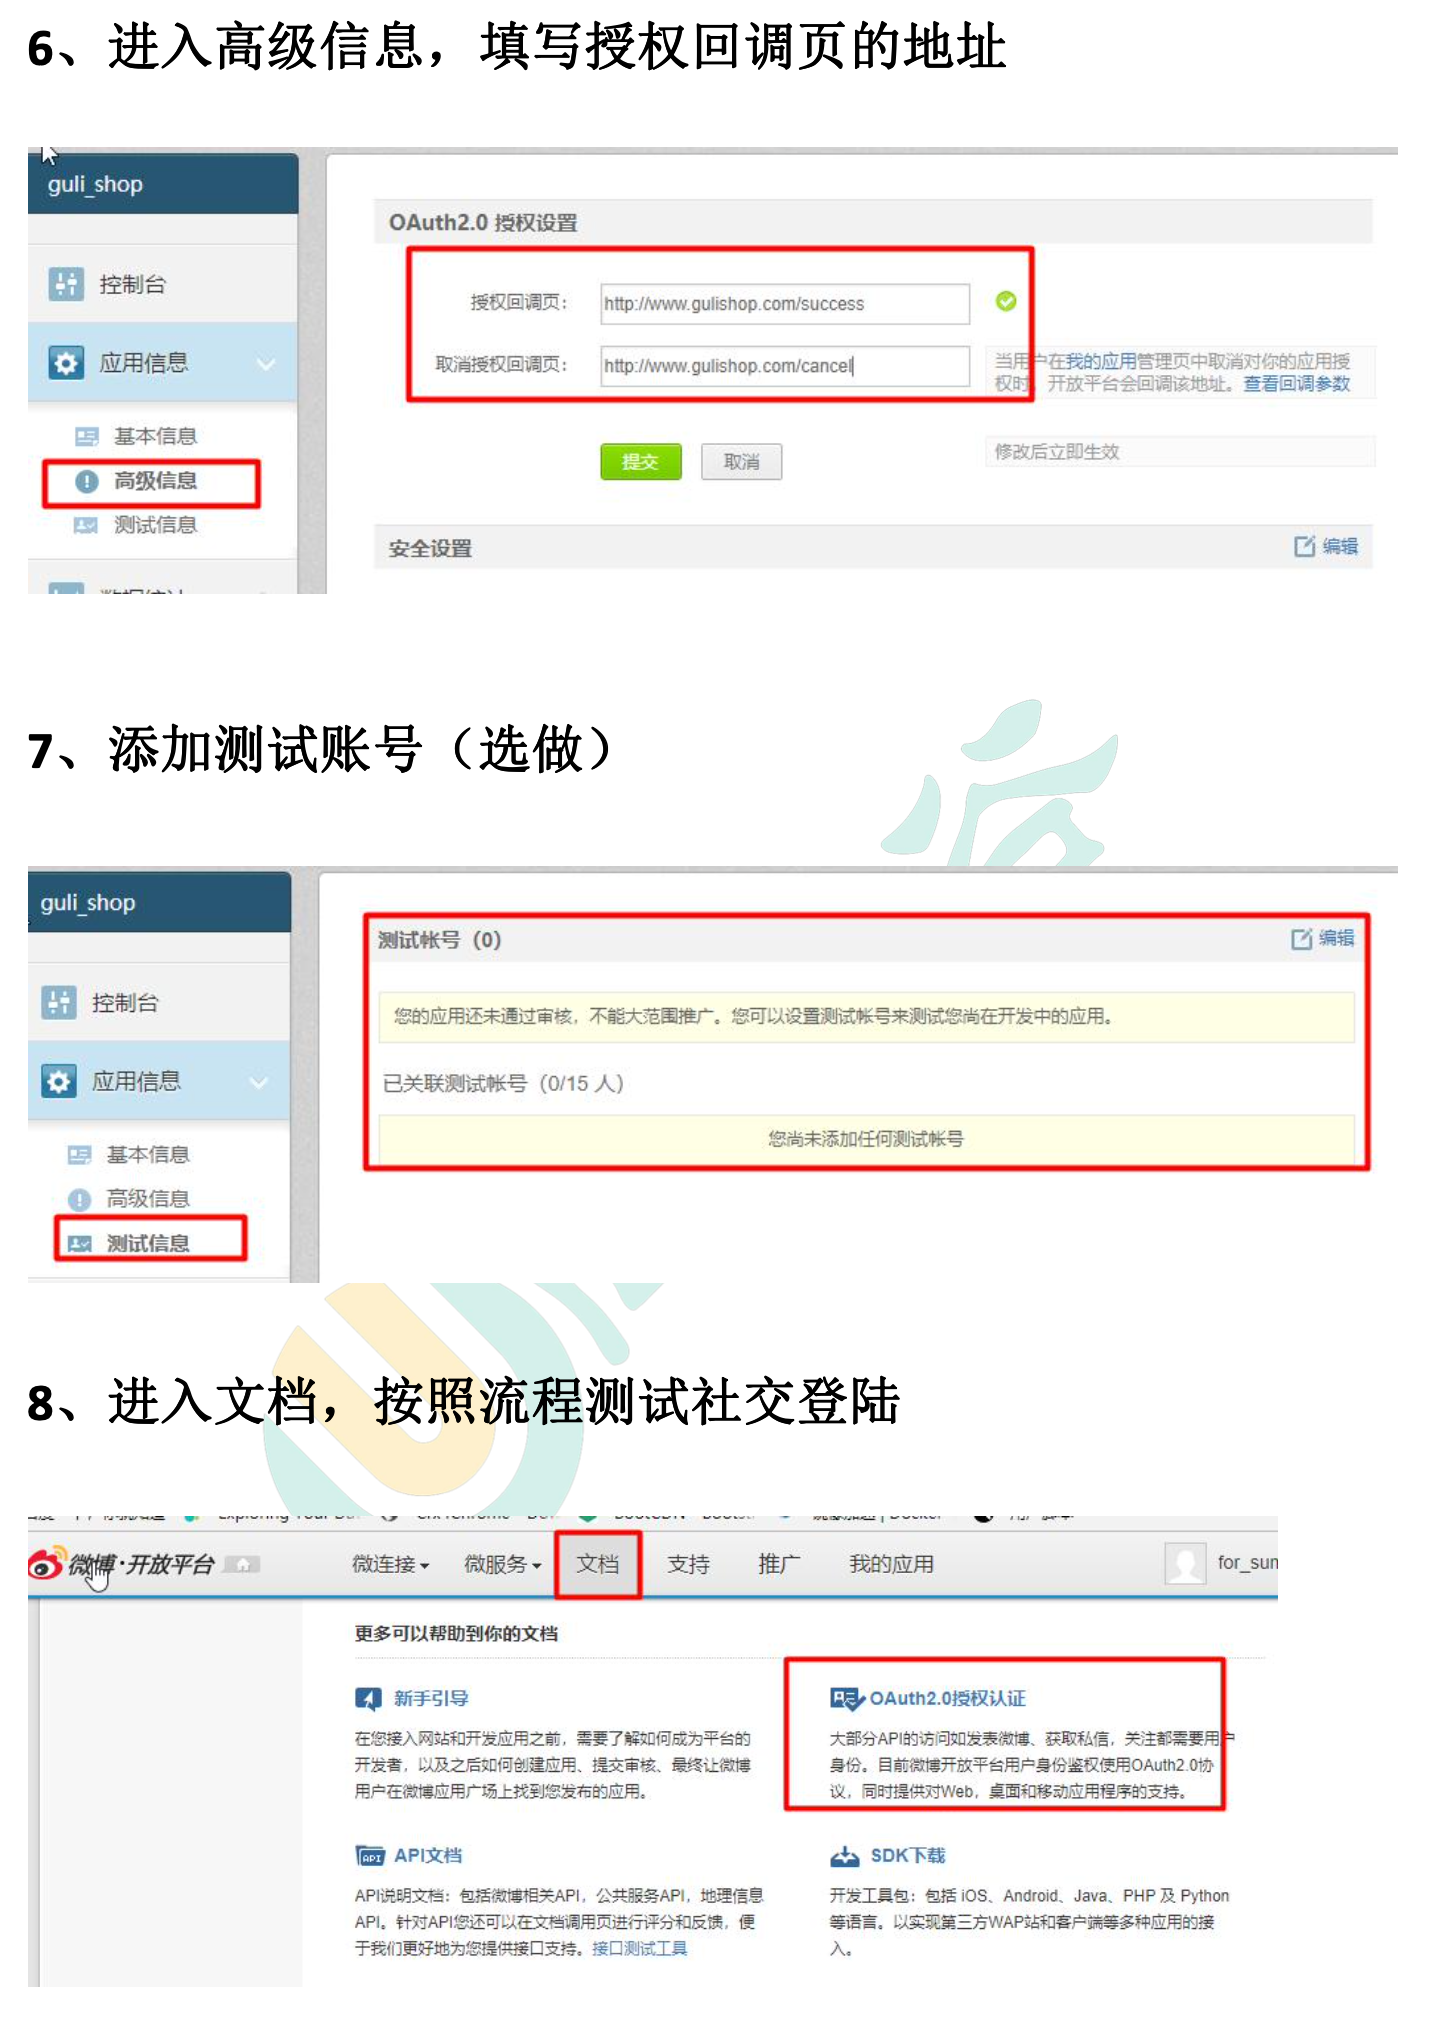 6、进入高级信息，填写授权回调页的地址
guli_shop
OAuth2.0 授权设置
控制台
授权回调页：
http://www.gulishop.com/success
应用信息
取消授权回调页：
http://www.gulishop.com/cancel
当用户在我的应用管理页中取消对你的应用授
权时，开放平台会回调该地址。查看回调参数
基本信息
提交
取消
修改后立即生效
高级信息
测试信息
安全设置
编辑
7、添加测试账号（选做）
guli_shop
测试帐号（0）
编辑
控制台
您的应用还未通过审核，不能大范围推广。您可以设置测试帐号来测试您尚在开发中的应用。
应用信息
已关联测试帐号（0/15 人）
您尚未添加任何测试帐号
基本信息
高级信息
测试信息
8、进入文档，按照流程测试社交登陆
微博·开放平台
微连接
微服务
文档
支持
推广
我的应用
for_sun
更多可以帮助到你的文档
新手引导
在您接入网站和开发应用之前，需要了解如何成为平台的
开发者，以及之后如何创建应用、提交审核、最终让微博
用户在微博应用广场上找到您发布的应用。
OAuth2.0授权认证
大部分API的访问如发表微博、获取私信，关注都需要用户
身份。目前微博开放平台用户身份鉴权使用OAuth2.0协
议，同时提供对Web，桌面和移动应用程序的支持。
API文档
API说明文档：包括微博相关API，公共服务API，地理信息
API。针对API您还可以在文档调用页进行评分和反馈，便
于我们更好地为您提供接口支持。接口测试工具
SDK下载
开发工具包：包括 iOS、Android、Java、PHP 及 Python
等语言。以实现第三方WAP站和客户端等多种应用的接
入。